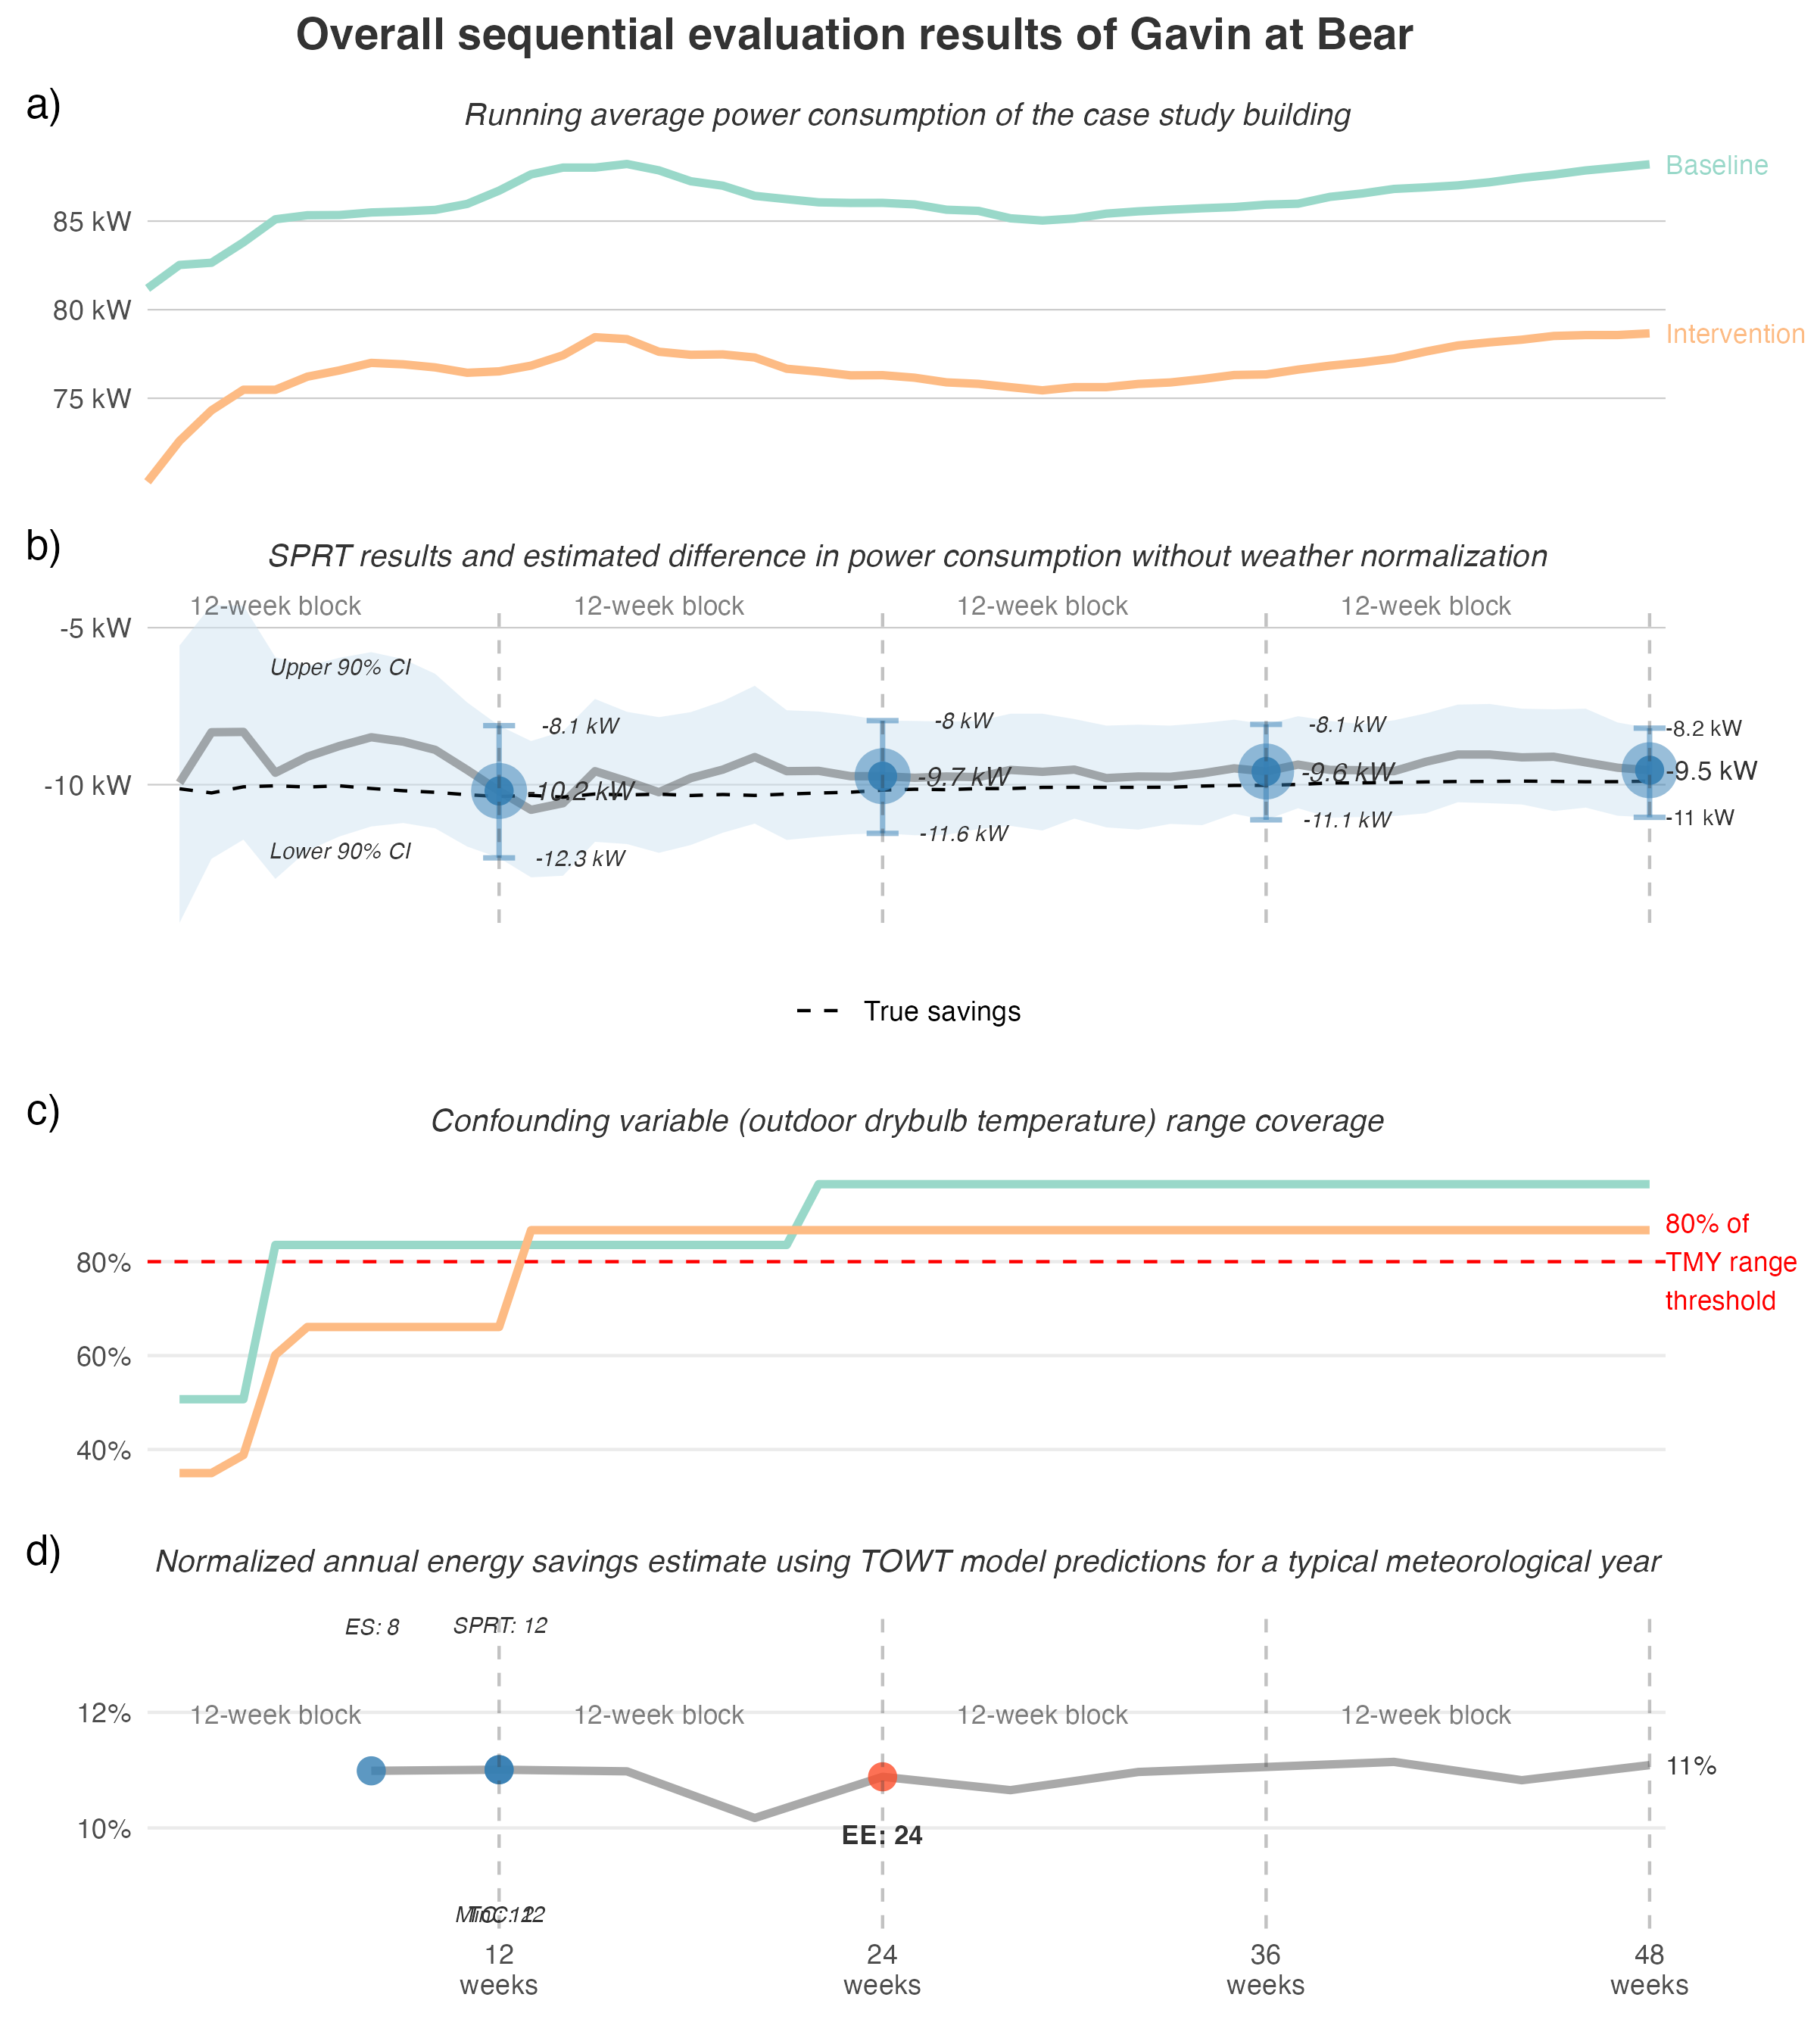 Overall sequential evaluation results of Gavin at Bear
a)
Running average power consumption of the case study building
Baseline
85 kW
80 kW
Intervention
75 kW
b)
SPRT results and estimated difference in power consumption without weather normalization
12-week block 12-week block 12-week block 12-week block
-5 kW
Upper 90% CI
-8.1 kW -8 kW -8.1 kW -8.2 kW
-10 kW
-10.2 kW -9.7 kW -9.6 kW -9.5 kW
Lower 90% CI
-12.3 kW -11.6 kW -11.1 kW -11 kW
True savings
c)
Confounding variable (outdoor drybulb temperature) range coverage
80% of
TMY range
threshold
80%
60%
40%
d)
Normalized annual energy savings estimate using TOWT model predictions for a typical meteorological year
ES: 8 SPRT: 12
12%
12-week block 12-week block 12-week block 12-week block
11%
10%
EE: 24
12 24 36 48
weeks weeks weeks weeks